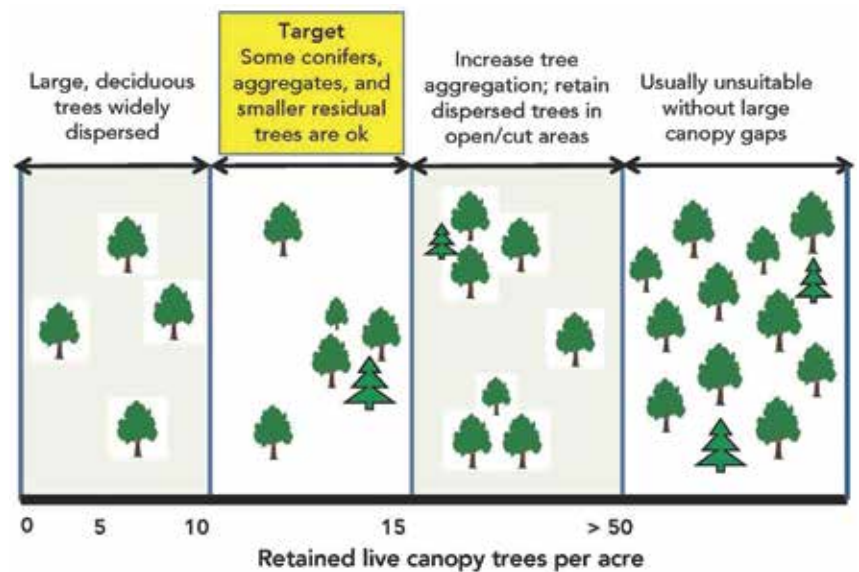 Large, deciduous
trees widely
dispersed
Target
Some conifers,
aggregates, and
smaller residual
trees are ok
Increase tree
aggregation; retain
dispersed trees in
open/cut areas
Usually unsuitable
without large
canopy gaps
0 5 10 15 > 50
Retained live canopy trees per acre